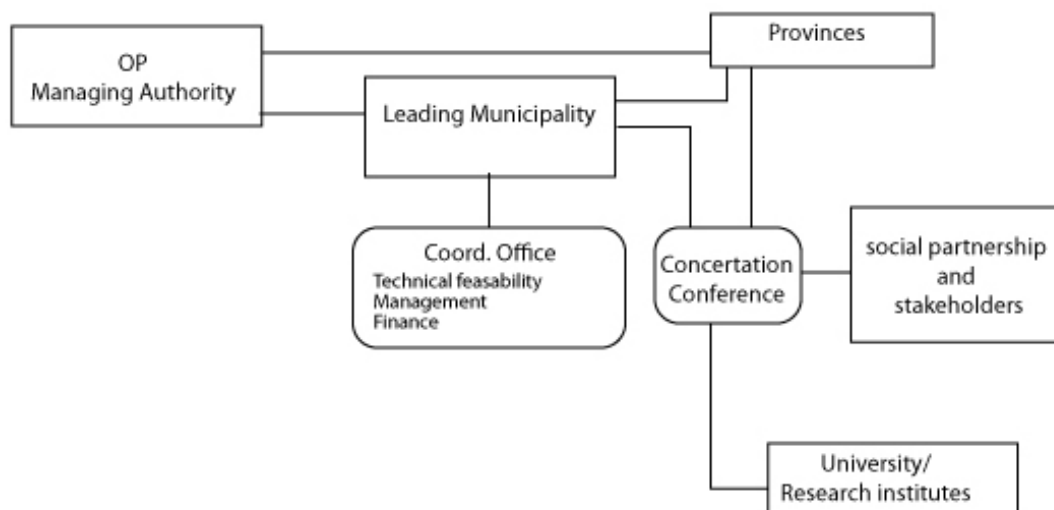 OP
Managing Authority
Provinces
Leading Municipality
Coord. Office
Technical feasability
Management
Finance
Concertation
Conference
social partnership
and
stakeholders
University/
Research institutes